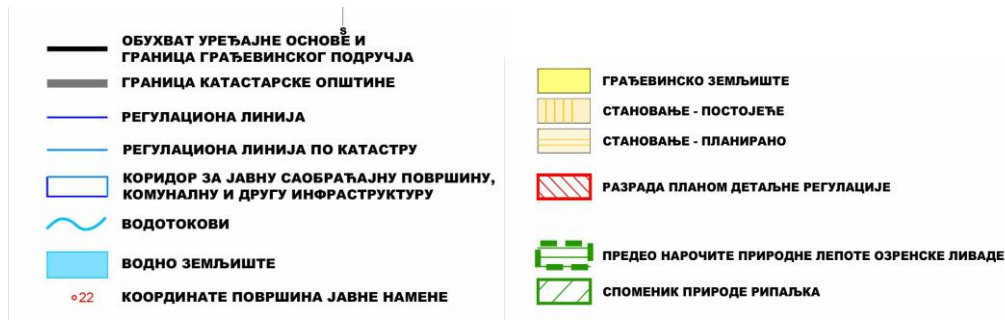 S
ОБУХВАТ УРЕЂАЈНЕ ОСНОВЕ И
ГРАНИЦА ГРАЂЕВИНСКОГ ПОДРУЧЈА
ГРАНИЦА КАТАСТАРСКЕ ОПШТИНЕ
РЕГУЛАЦИОНА ЛИНИЈА
РЕГУЛАЦИОНА ЛИНИЈА ПО КАТАСТРУ
КОРИДОР ЗА ЈАВНУ САОБРАЋАЈНУ ПОВРШИНУ,
КОМУНАЛНУ И ДРУГУ ИНФРАСТРУКТУРУ
ВОДОТОКОВИ
ВОДНО ЗЕМЉИШТЕ
22 КООРДИНАТЕ ПОВРШИНА ЈАВНЕ НАМЕНЕ
ГРАЂЕВИНСКО ЗЕМЉИШТЕ
СТАНОВАЊЕ - ПОСТОЈЕЋЕ
СТАНОВАЊЕ - ПЛАНИРАНО
РАЗРАДА ПЛАНОМ ДЕТАЉНЕ РЕГУЛАЦИЈЕ
ПРЕДЕО НАРОЧИТЕ ПРИРОДНЕ ЛЕПОТЕ ОЗРЕНСКЕ ЛИВАДЕ
СПОМЕНИК ПРИРОДЕ РИПАЉКА